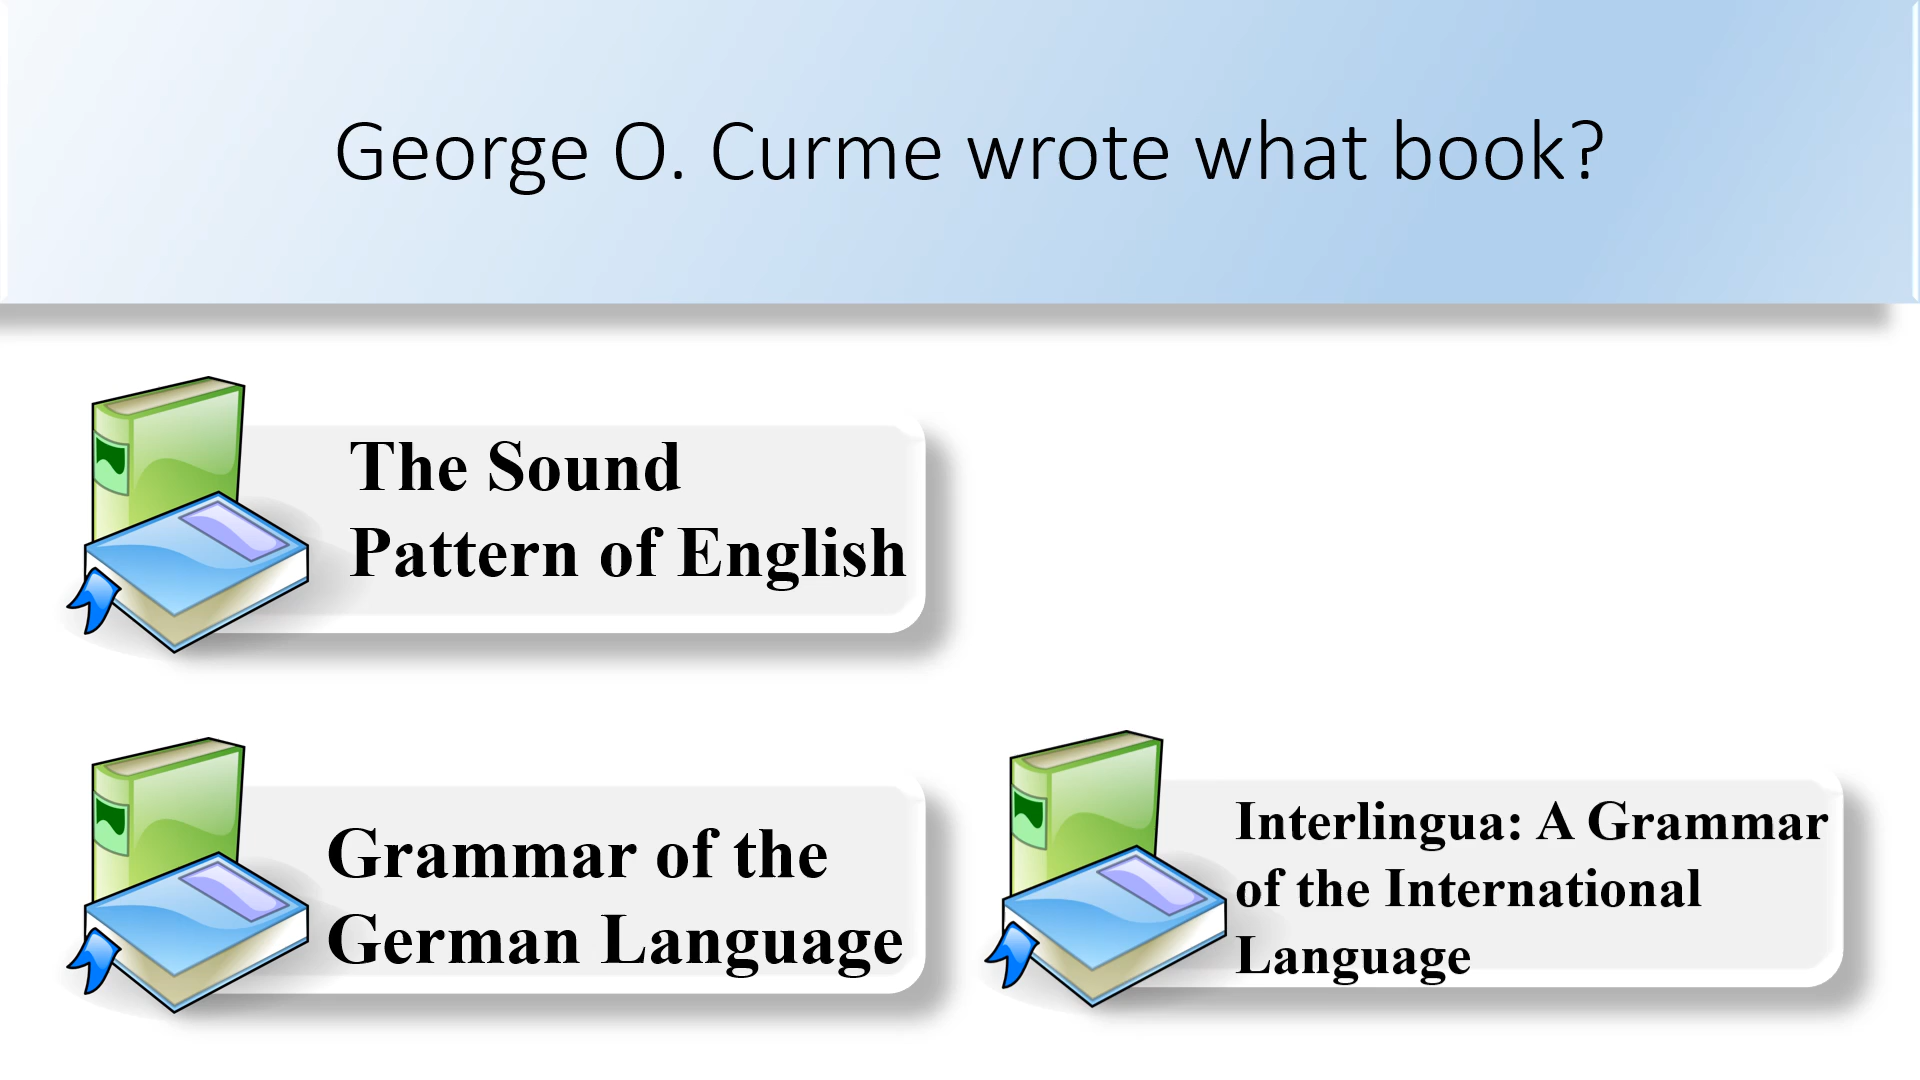 George O. Curme wrote what book?
The Sound
Pattern of English
Grammar of the
German Language
Interlingua: A Grammar
of the International
Language